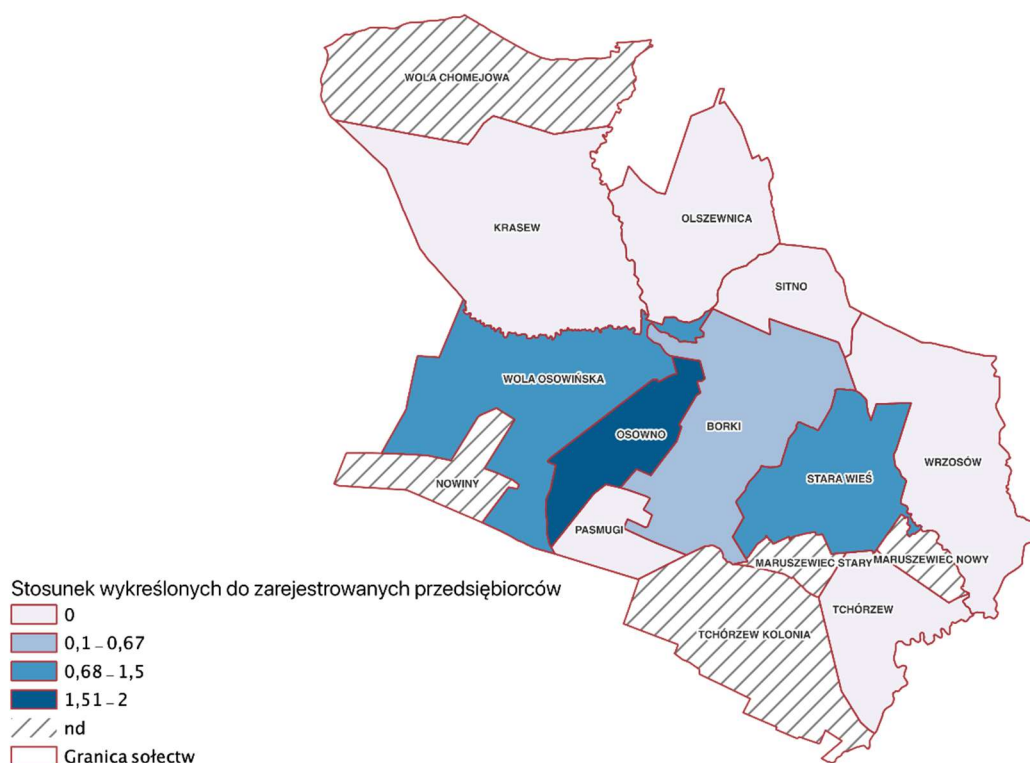 WOLA CHOMEJOWA
OLSZEWNICA
KRASEW
SITNO
WOLA OSOWIŃSKA
BORKI
OSOWNO
WRZOSÓW
STARA WIEŚ
NOWINY
PASMUGI
MARUSZEWIEC NOWY
MARUSZEWIEC STARY
TCHÓRZEW
TCHÓRZEW KOLONIA
Stosunek wykreślonych do zarejestrowanych przedsiębiorców
0
0,1 – 0,67
0,68 – 1,5
1,51 – 2
nd
Granica sołectw